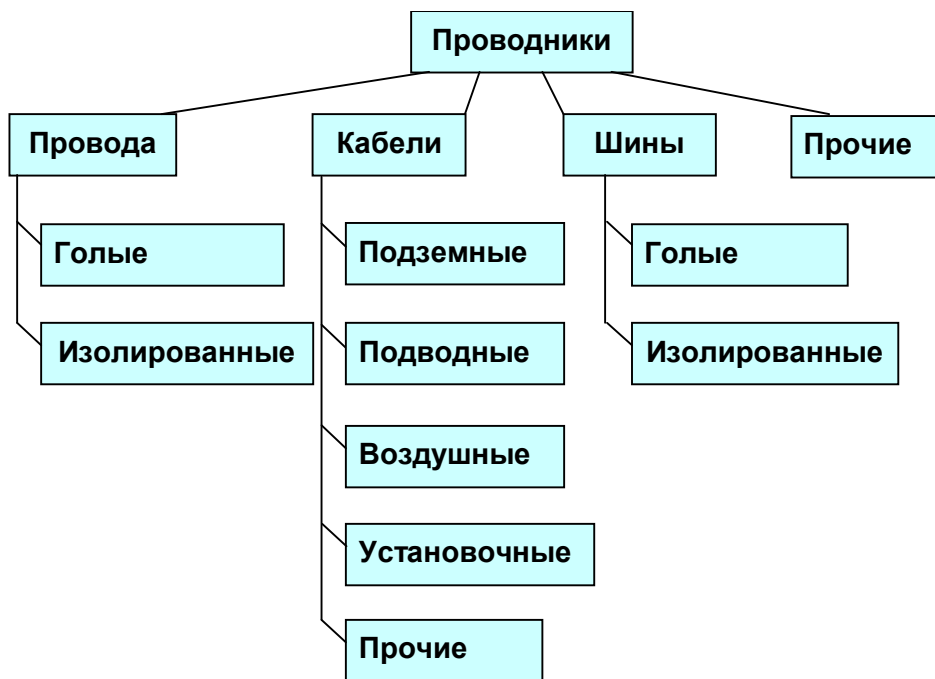 Проводники
Провода
Кабели
Шины
Прочие
Голые
Изолированные
Подземные
Подводные
Воздушные
Установочные
Прочие
Голые
Изолированные